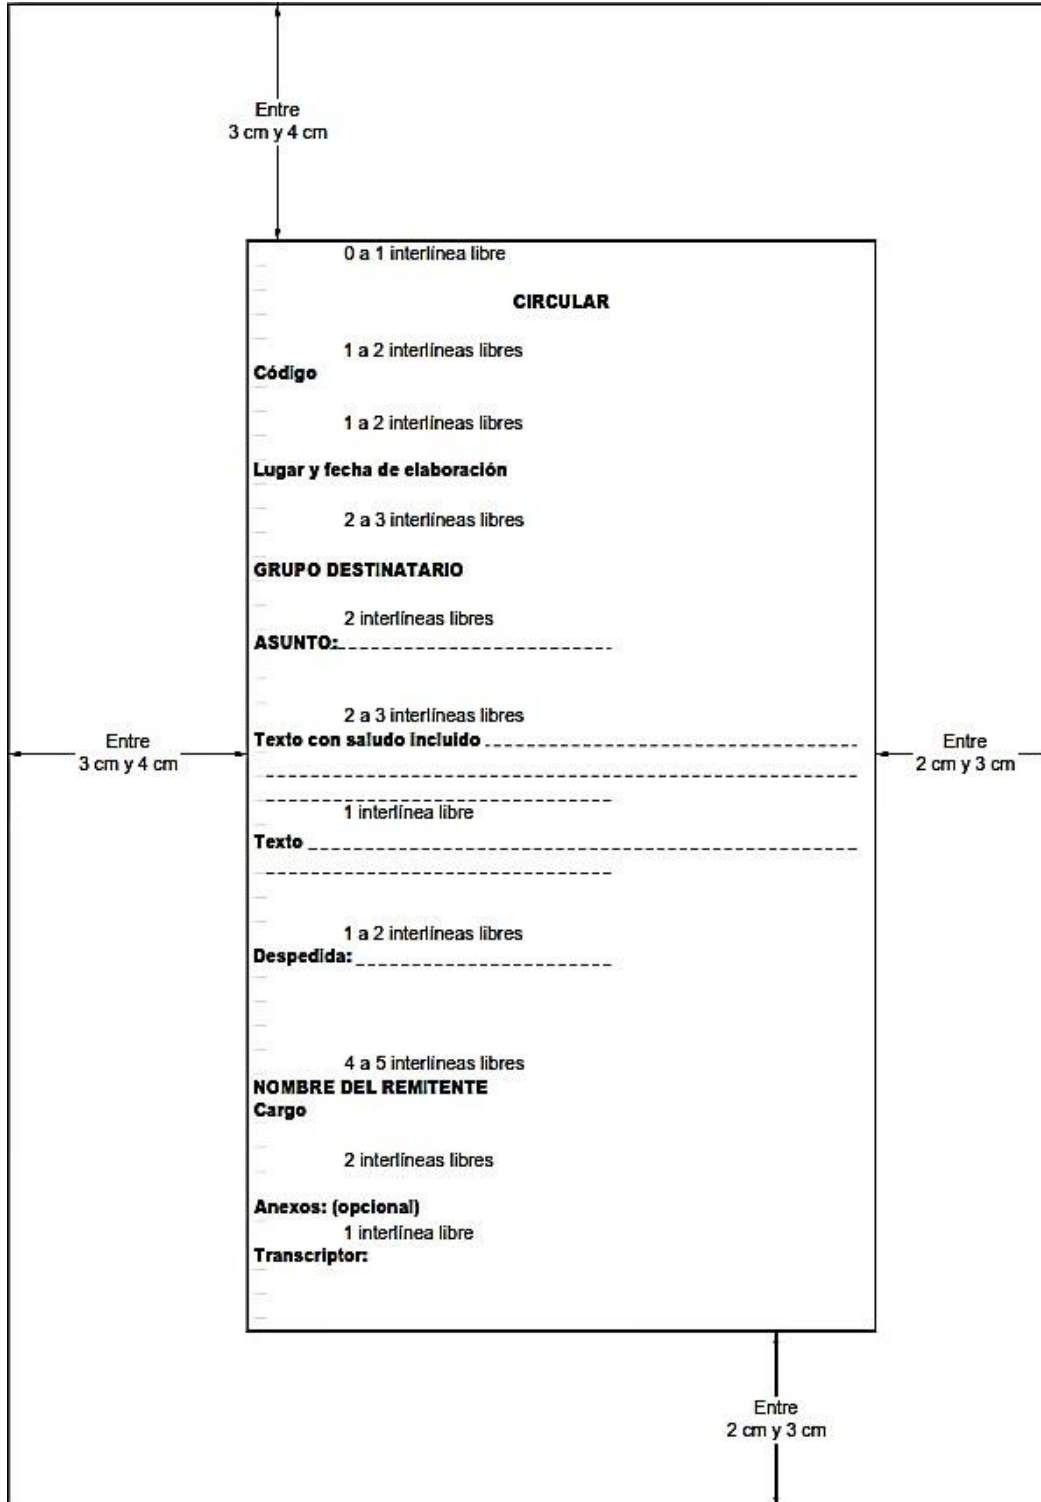 Entre
3 cm y 4 cm
0 a 1 interlínea libre
CIRCULAR
1 a 2 interlíneas libres
Código
1 a 2 interlíneas libres
Lugar y fecha de elaboración
2 a 3 interlíneas libres
GRUPO DESTINATARIO
2 interlíneas libres
ASUNTO:
2 a 3 interlíneas libres
Entre
3 cm y 4 cm
Texto con saludo incluido
Entre
2 cm y 3 cm
1 interlínea libre
Texto
1 a 2 interlíneas libres
Despedida:
4 a 5 interlíneas libres
NOMBRE DEL REMITENTE
Cargo
2 interlíneas libres
Anexos: (opcional)
1 interlínea libre
Transcriptor:
Entre
2 cm y 3 cm